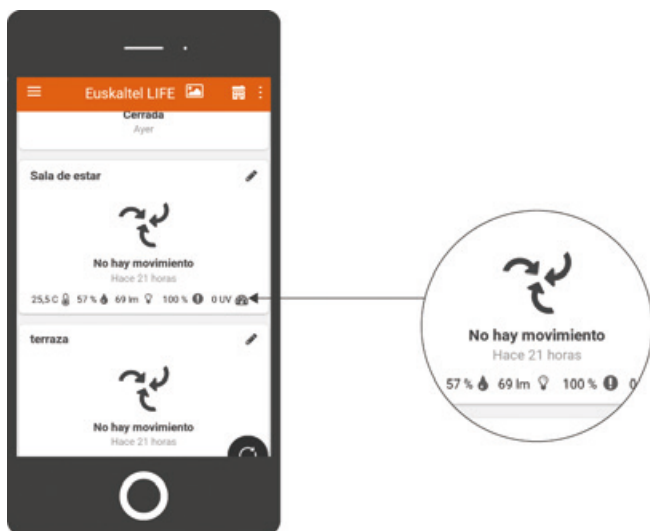 Euskaltel LIFE
Cerrada
Ayer
Sala de estar
No hay movimiento
Hace 21 horas
25,5 C 57 % 69 lm 100 % 0 UV
terraza
No hay movimiento
Hace 21 horas
No hay movimiento
Hace 21 horas
57 % 69 lm 100 % 0